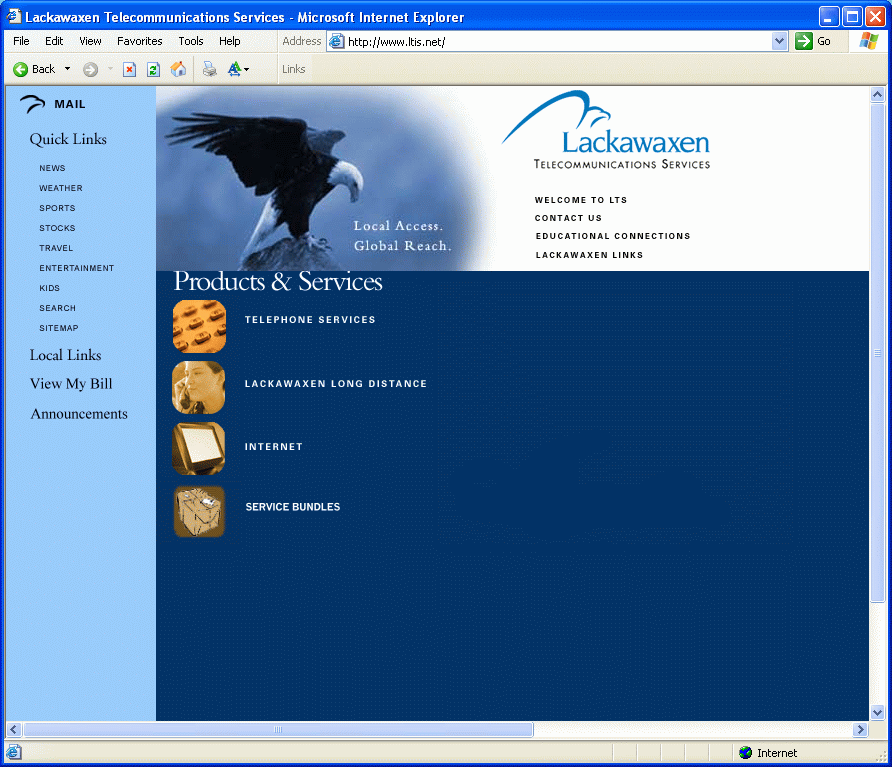 Lackawaxen Telecommunications Services - Microsoft Internet Explorer
File Edit View Favorites Tools Help Address http://www.ltis.net/ Go
Back Links
MAIL
Quick Links
NEWS
WEATHER
SPORTS
STOCKS
TRAVEL
ENTERTAINMENT
KIDS
SEARCH
SITEMAP
Local Links
View My Bill
Announcements
Local Access.
Global Reach.
Lackawaxen
TELECOMMUNICATIONS SERVICES
WELCOME TO LTS
CONTACT US
EDUCATIONAL CONNECTIONS
LACKAWAXEN LINKS
Products & Services
TELEPHONE SERVICES
LACKAWAXEN LONG DISTANCE
INTERNET
SERVICE BUNDLES
Internet